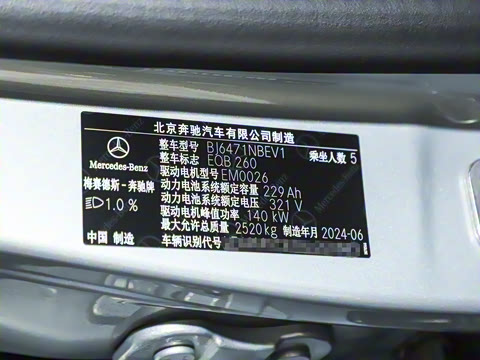 北京奔驰汽车有限公司制造
整车型号 BJ6471NBEV1 乘坐人数 5
整车标志 EQB 260
Mercedes-Benz
驱动电机型号 EM0026
梅赛德斯-奔驰牌
动力电池系统额定容量 229 Ah
动力电池系统额定电压 321 V
1.0 %
驱动电机峰值功率 140 kW
最大允许总质量 2520 kg 制造年月 2024-06
中国 制造
车辆识别代号